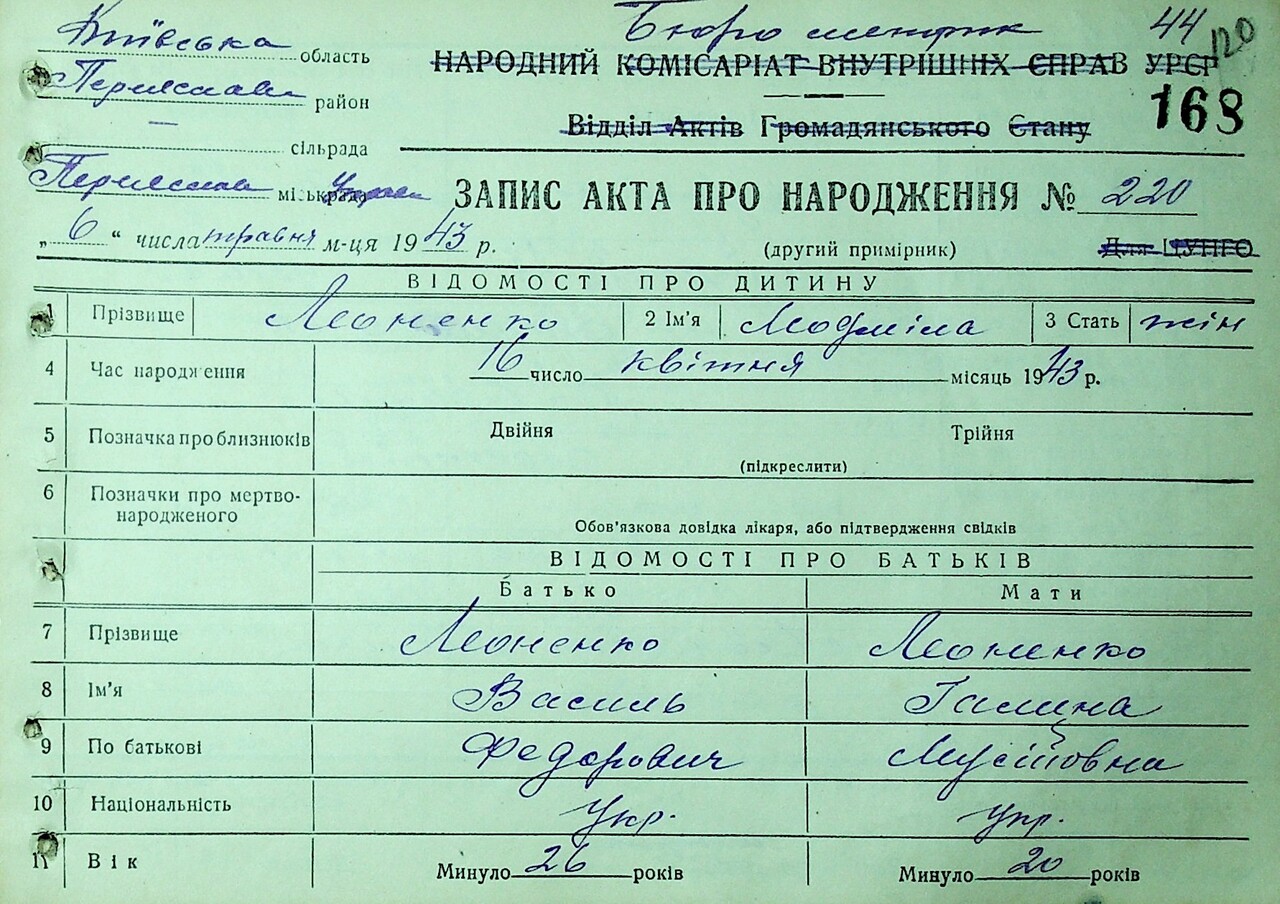 Київська область
Переяслав район
сільрада
Переяслав міськрада Управа
Бюро метрик 44 120
НАРОДНИЙ КОМІСАРІАТ ВНУТРІШНІХ СПРАВ УРСР
168
Відділ Актів Громадянського Стану
ЗАПИС АКТА ПРО НАРОДЖЕННЯ № 220
„6“ числа травня м-ця 1943 р.
(другий примірник) Для ЦУНГО
ВІДОМОСТІ ПРО ДИТИНУ
1 Прізвище Леоненко 2 Ім'я Людміла 3 Стать жін
4 Час народження 16 число квітня місяць 1943 р.
5 Позначка про близнюків Двійня Трійня
(підкреслити)
6 Позначки про мертво-
народженого
Обов'язкова довідка лікаря, або підтвердження свідків
ВІДОМОСТІ ПРО БАТЬКІВ
Батько Мати
7 Прізвище Леоненко Леоненко
8 Ім'я Василь Галина
9 По батькові Федорович
10 Національність Укр. Укр.
11 Вік Минуло 26 років Минуло 20 років